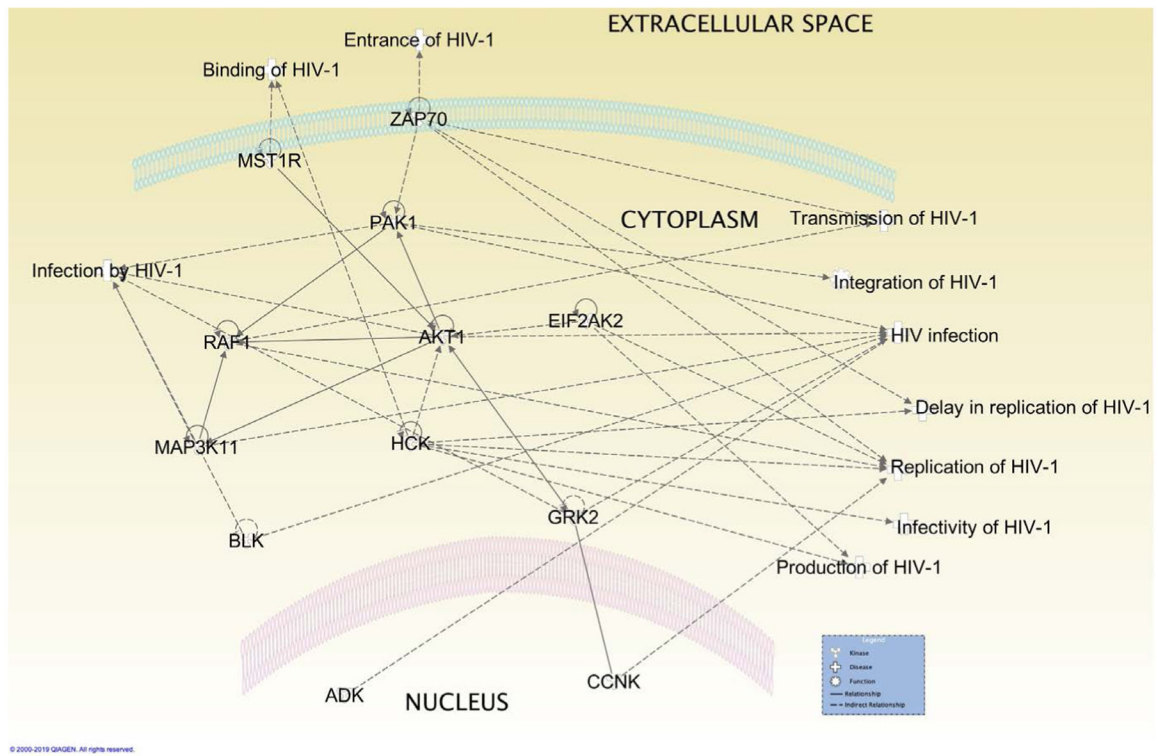 EXTRACELLULAR SPACE
Entrance of HIV-1
Binding of HIV-1
ZAP70
MST1R
PAK1
CYTOPLASM
Transmission of HIV-1
Infection by HIV-1
Integration of HIV-1
EIF2AK2
RAF1
AKT1
HIV infection
Delay in replication of HIV-1
MAP3K11
HCK
Replication of HIV-1
GRK2
Infectivity of HIV-1
BLK
Production of HIV-1
Legend
Kinase
Disease
Function
Relationship
Indirect Relationship
ADK
NUCLEUS
CCNK
© 2000-2019 QIAGEN. All rights reserved.